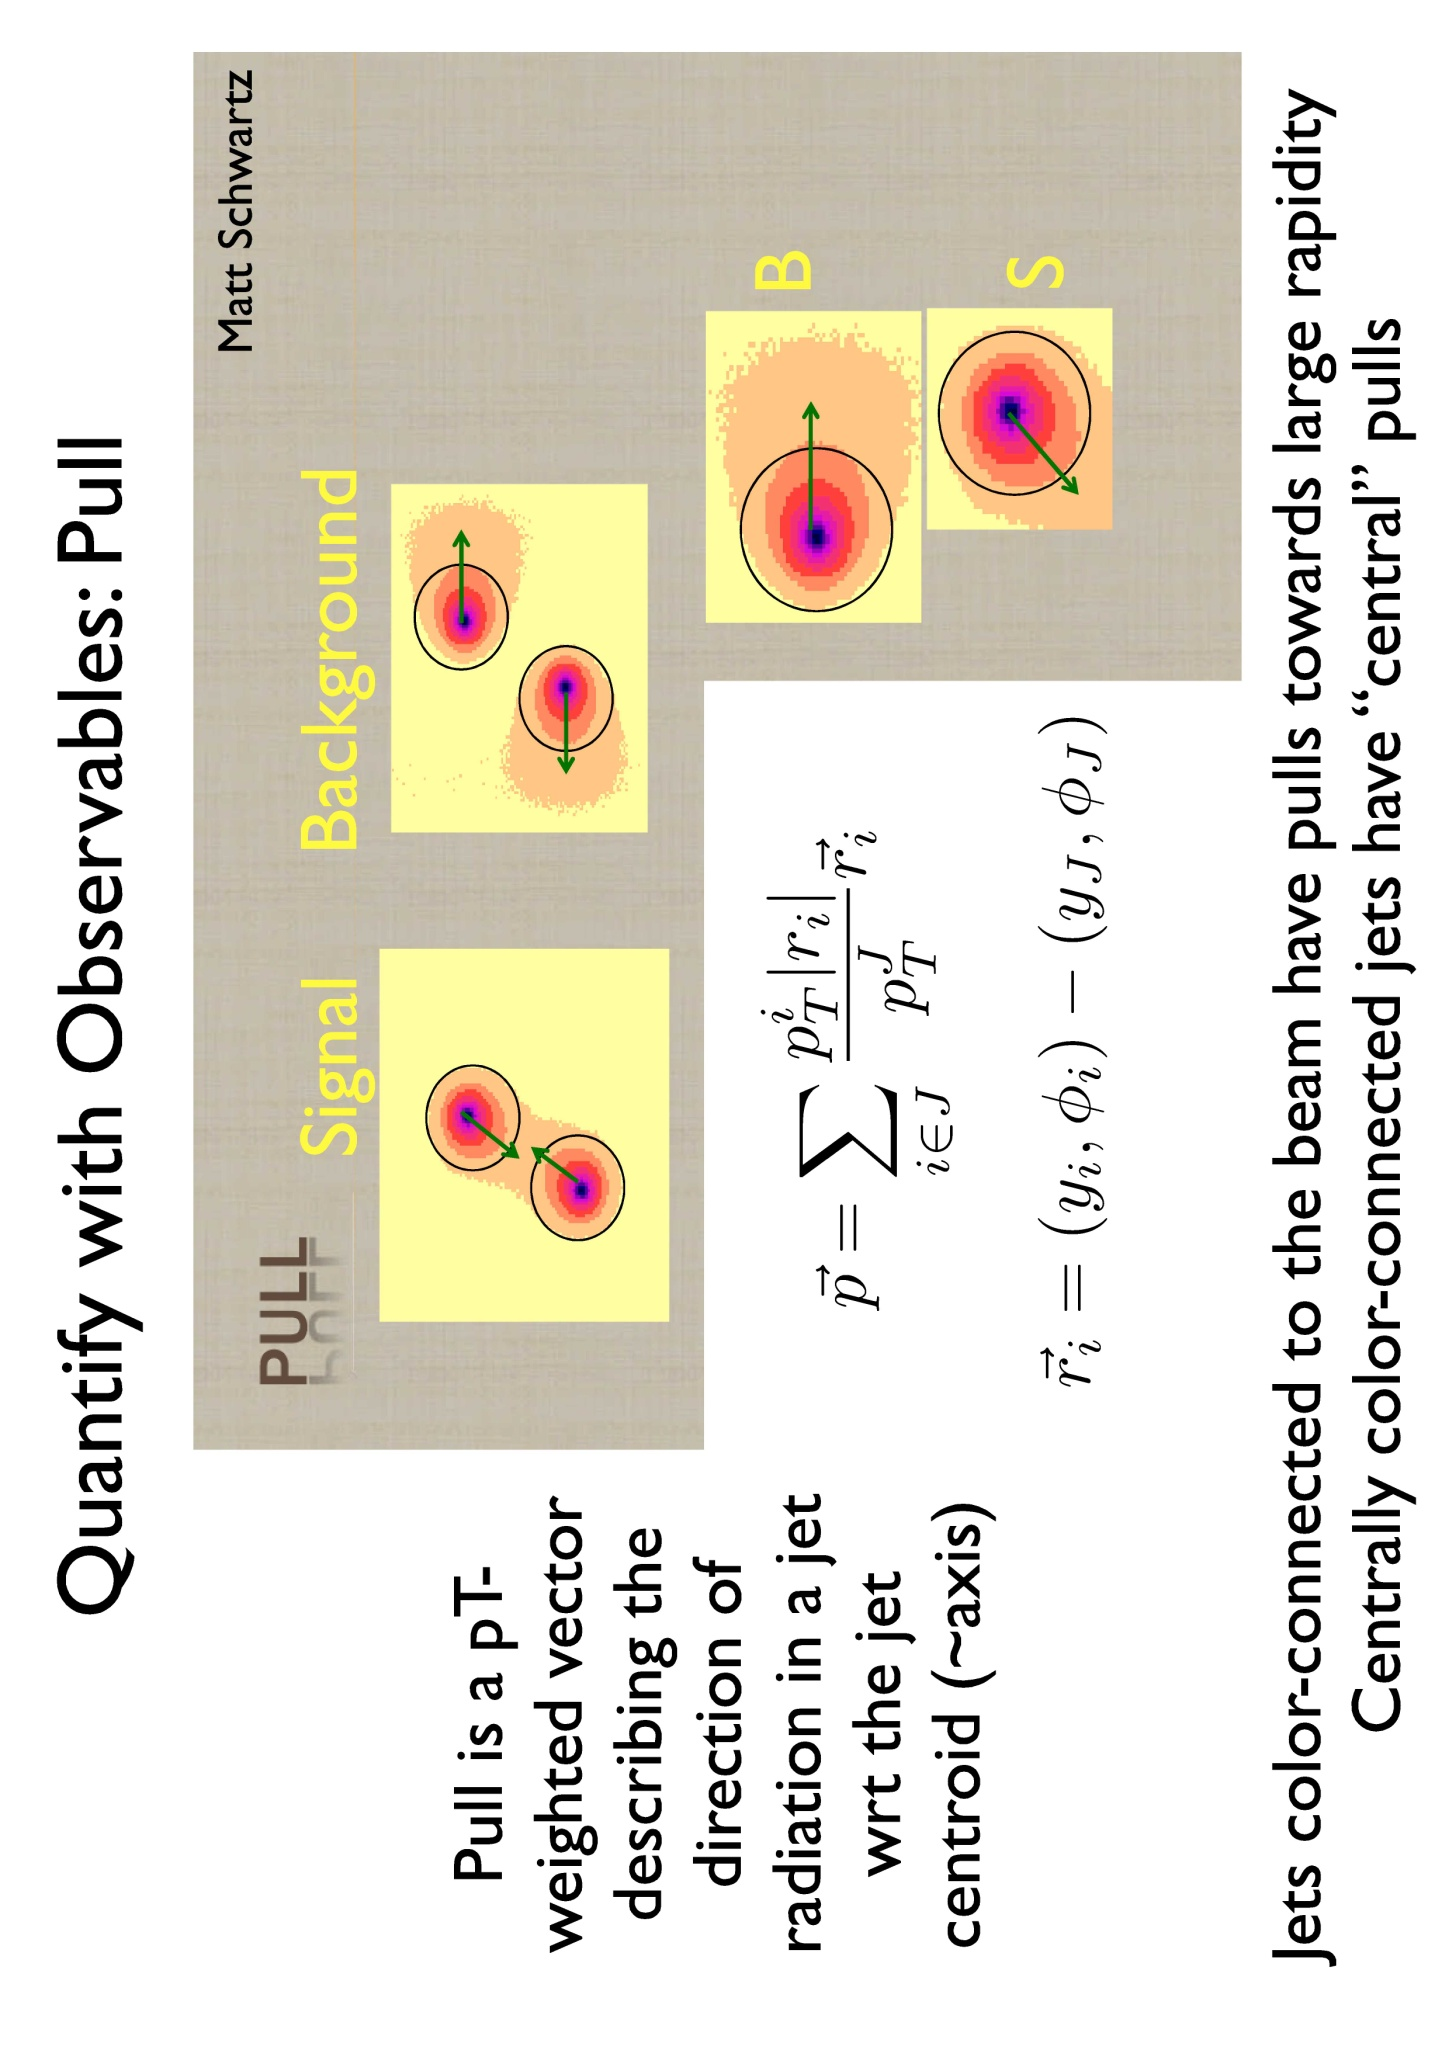 Quantify with Observables: Pull
Matt Schwartz
PULL
Signal
Background
Pull is a pT-
weighted vector
describing the
direction of
radiation in a jet
wrt the jet
centroid (~axis)
B
S
$\vec{p} = \sum_{i \in J} \frac{p_T^i |r_i|}{p_T^J} \vec{r}_i$
$\vec{r}_i = (y_i, \phi_i) - (y_J, \phi_J)$
Jets color-connected to the beam have pulls towards large rapidity
Centrally color-connected jets have “central” pulls